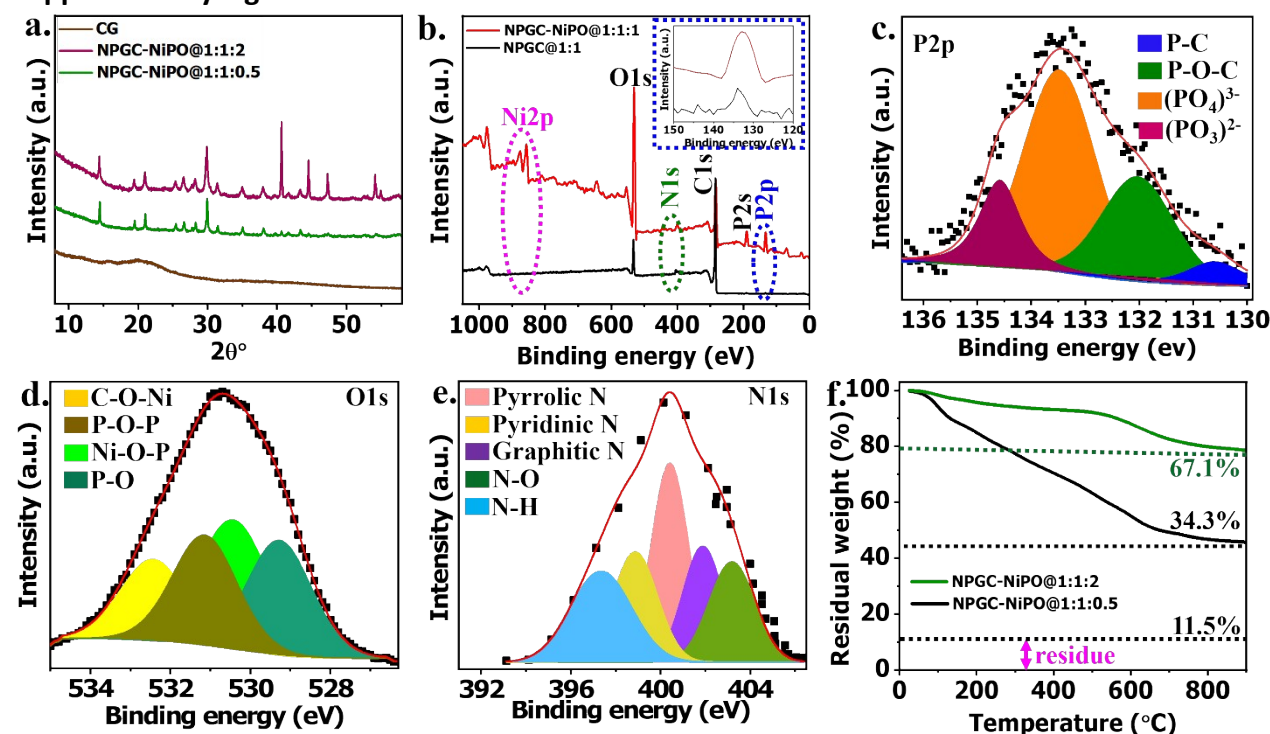 a.
CG
NPGC-NiPO@1:1:2
NPGC-NiPO@1:1:0.5
Intensity (a.u.)
10 20 30 40 50
2θ°
b.
NPGC-NiPO@1:1:1
NPGC@1:1
Ni2p
O1s
N1s
C1s
P2s
P2p
Intensity (a.u.)
150 140 130 120
Binding energy (eV)
Intensity (a.u.)
1000 800 600 400 200 0
Binding energy (eV)
c.
P2p
P-C
P-O-C
(PO₄)³⁻
(PO₃)²⁻
Intensity (a.u.)
136 135 134 133 132 131 130
Binding energy (ev)
d.
C-O-Ni
P-O-P
Ni-O-P
P-O
O1s
Intensity (a.u.)
534 532 530 528
Binding energy (eV)
e.
Pyrrolic N
Pyridinic N
Graphitic N
N-O
N-H
N1s
Intensity (a.u.)
392 396 400 404
Binding energy (eV)
f.
100
80
60
40
20
0
Residual weight (%)
67.1%
34.3%
NPGC-NiPO@1:1:2
NPGC-NiPO@1:1:0.5
11.5%
residue
0 200 400 600 800
Temperature (°C)